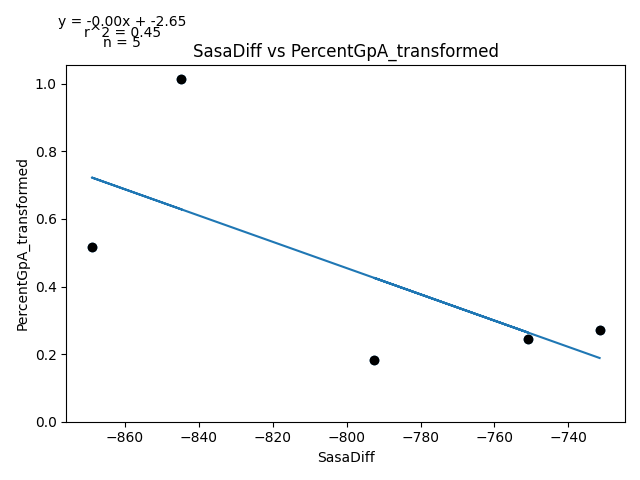 y = -0.00x + -2.65
r^2 = 0.45
n = 5
SasaDiff vs PercentGpA_transformed
1.0
0.8
0.6
0.4
0.2
0.0
PercentGpA_transformed
−860 −840 −820 −800 −780 −760 −740
SasaDiff